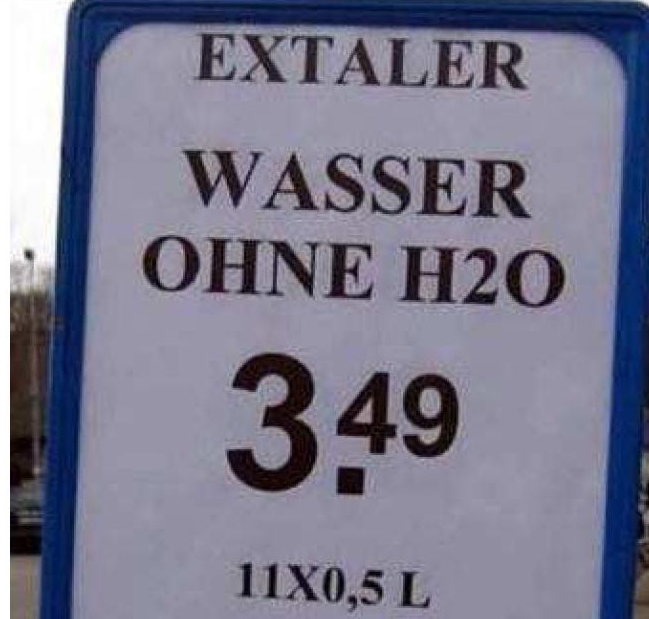 EXTALER
WASSER
OHNE H2O
3.49
11X0,5 L